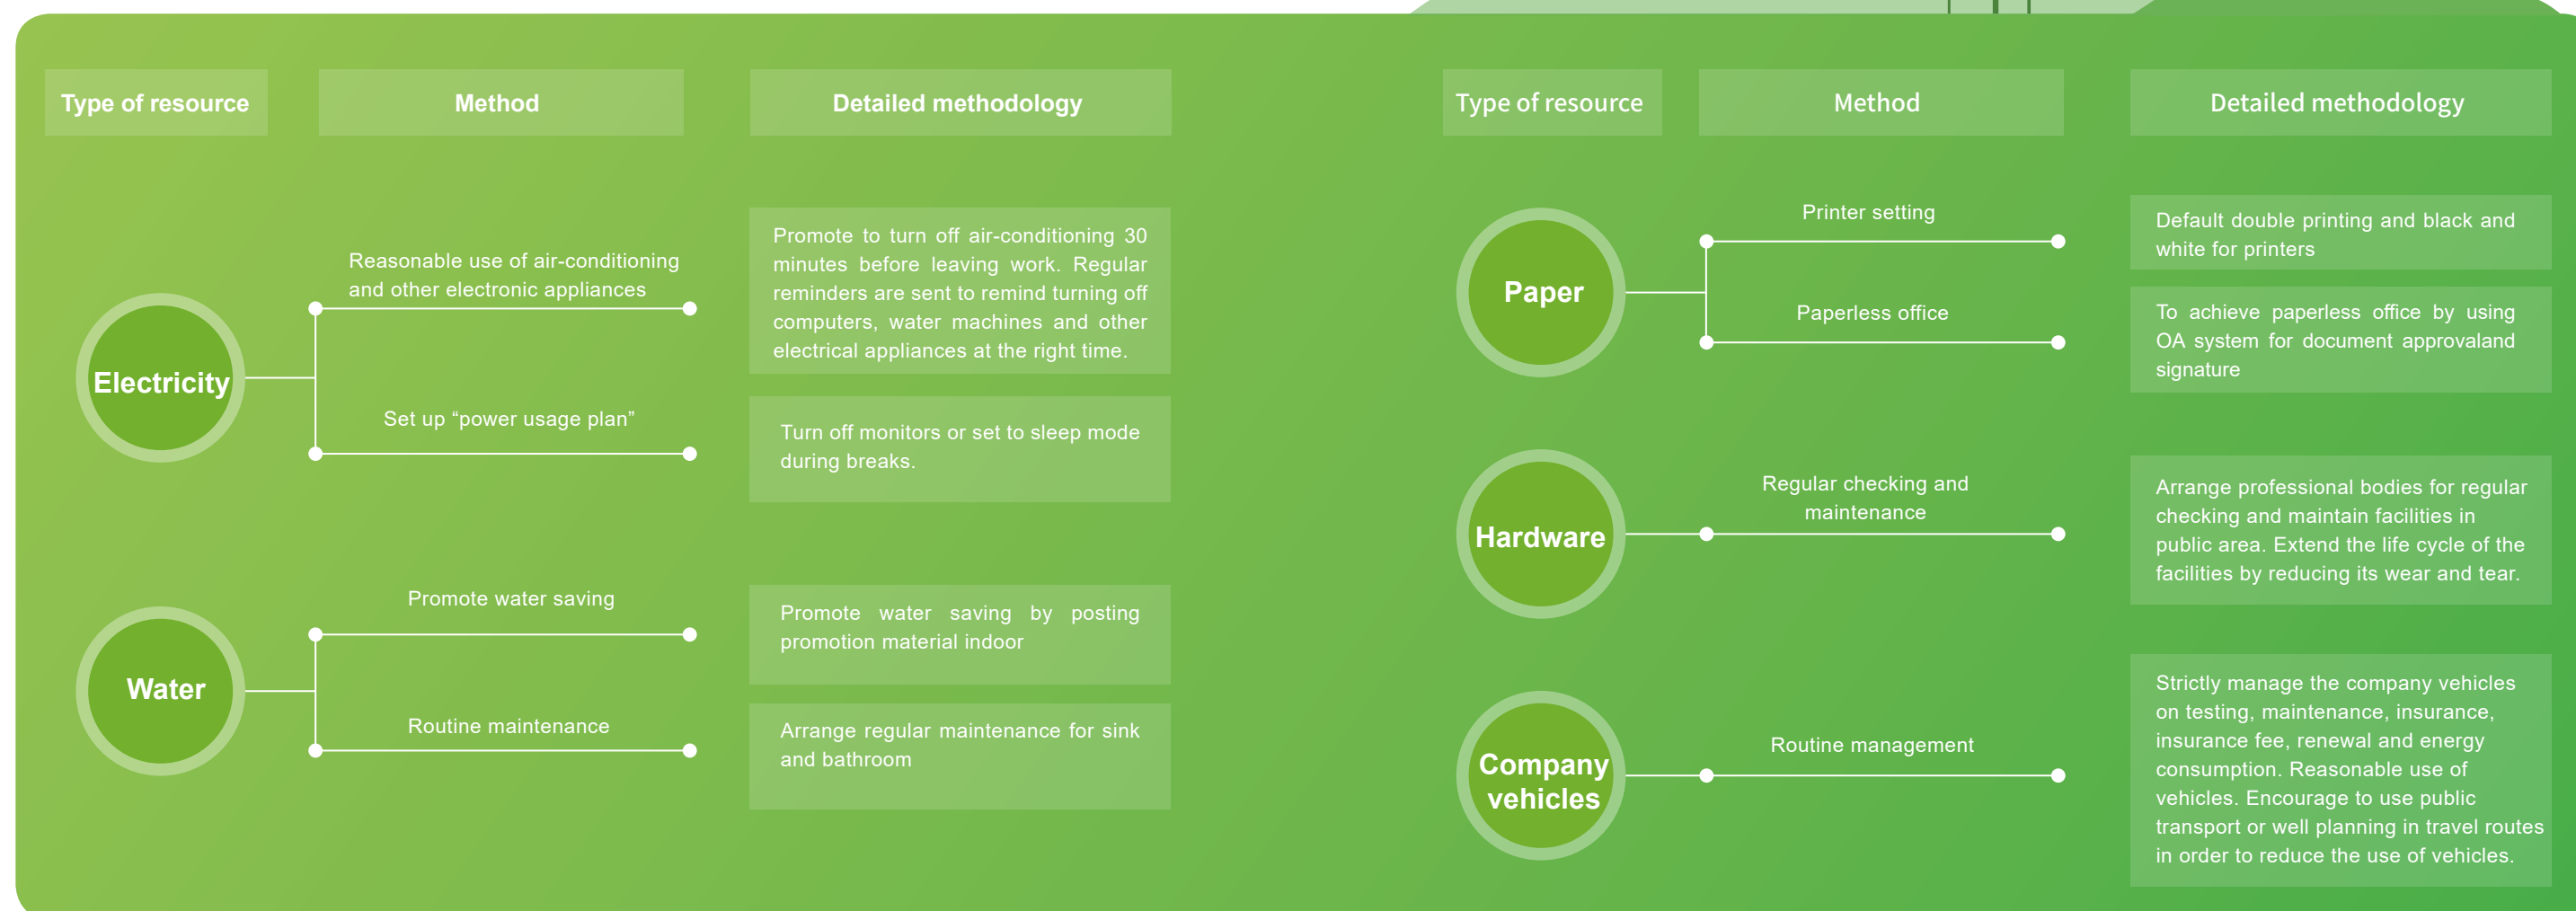 Type of resource
Method
Detailed methodology
Electricity
Reasonable use of air-conditioning
and other electronic appliances
Promote to turn off air-conditioning 30
minutes before leaving work. Regular
reminders are sent to remind turning off
computers, water machines and other
electrical appliances at the right time.
Set up “power usage plan”
Turn off monitors or set to sleep mode
during breaks.
Water
Promote water saving
Promote water saving by posting
promotion material indoor
Routine maintenance
Arrange regular maintenance for sink
and bathroom
Type of resource
Method
Detailed methodology
Paper
Printer setting
Default double printing and black and
white for printers
Paperless office
To achieve paperless office by using
OA system for document approvaland
signature
Hardware
Regular checking and
maintenance
Arrange professional bodies for regular
checking and maintain facilities in
public area. Extend the life cycle of the
facilities by reducing its wear and tear.
Company
vehicles
Routine management
Strictly manage the company vehicles
on testing, maintenance, insurance,
insurance fee, renewal and energy
consumption. Reasonable use of
vehicles. Encourage to use public
transport or well planning in travel routes
in order to reduce the use of vehicles.